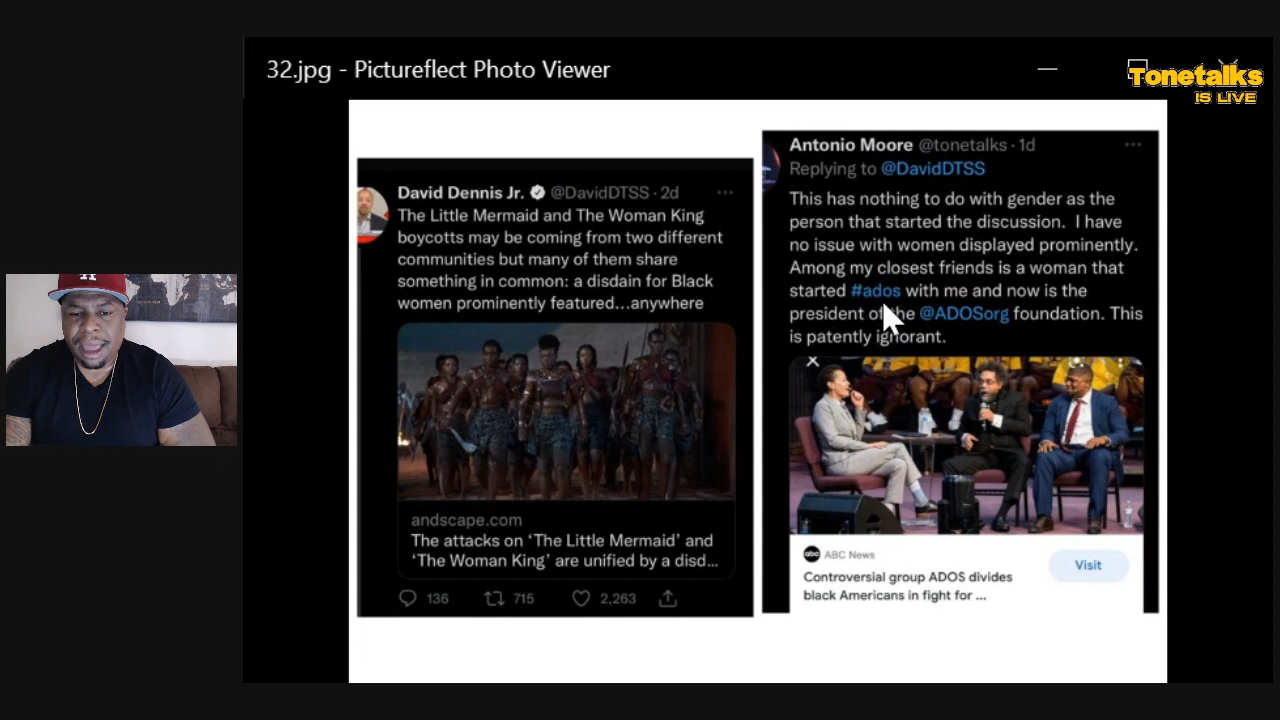 32.jpg - Pictureflect Photo Viewer
Tonetalks
IS LIVE
David Dennis Jr. @DavidDTSS · 2d
The Little Mermaid and The Woman King
boycotts may be coming from two different
communities but many of them share
something in common: a disdain for Black
women prominently featured...anywhere
andscape.com
The attacks on ‘The Little Mermaid’ and
‘The Woman King’ are unified by a disd...
136 715 2,263
Antonio Moore @tonetalks · 1d
Replying to @DavidDTSS
This has nothing to do with gender as the
person that started the discussion. I have
no issue with women displayed prominently.
Among my closest friends is a woman that
started #ados with me and now is the
president of the @ADOSorg foundation. This
is patently ignorant.
abc ABC News
Visit
Controversial group ADOS divides
black Americans in fight for ...